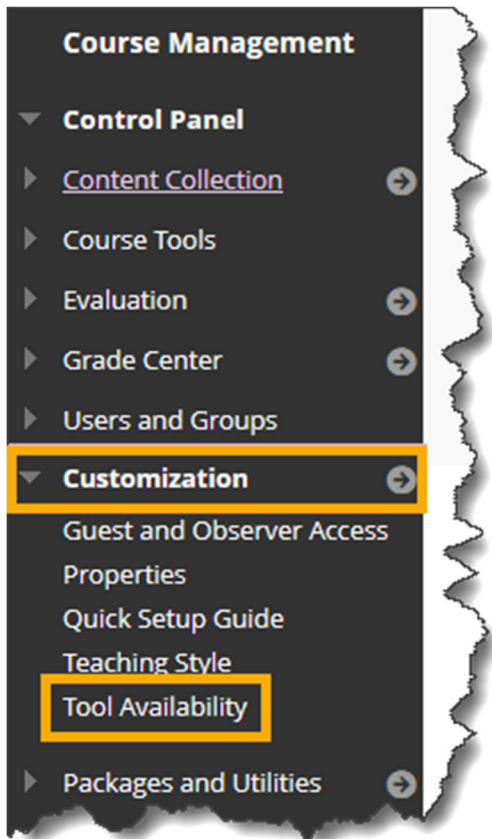 Course Management
Control Panel
Content Collection
Course Tools
Evaluation
Grade Center
Users and Groups
Customization
Guest and Observer Access
Properties
Quick Setup Guide
Teaching Style
Tool Availability
Packages and Utilities